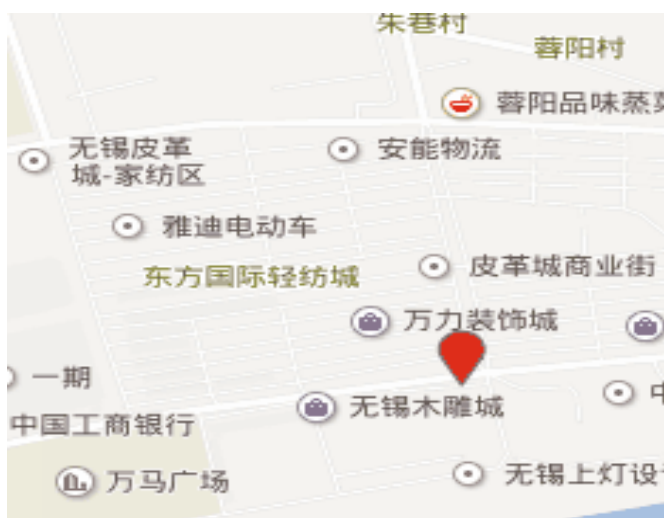 朱巷村
蓉阳村
蓉阳品味蒸菜
无锡皮革
城-家纺区
安能物流
雅迪电动车
皮革城商业街
东方国际轻纺城
万力装饰城
一期
无锡木雕城
中国工商银行
万马广场
无锡上灯设